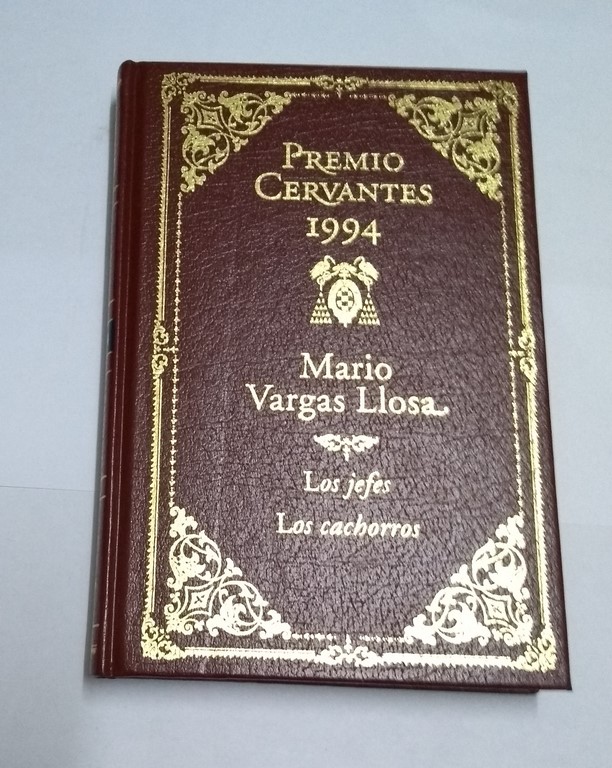 PREMIO
CERVANTES
1994
Mario
Vargas Llosa
Los jefes
Los cachorros